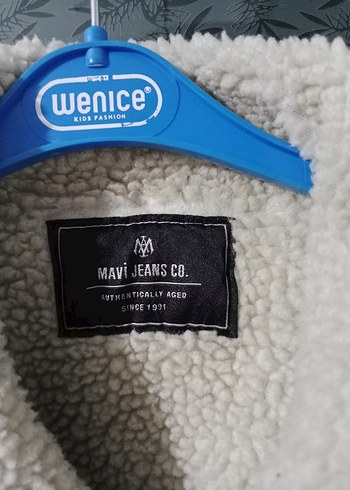 wenice®
KIDS FASHION
MAVİ JEANS CO.
AUTHENTICALLY AGED
SINCE 1991